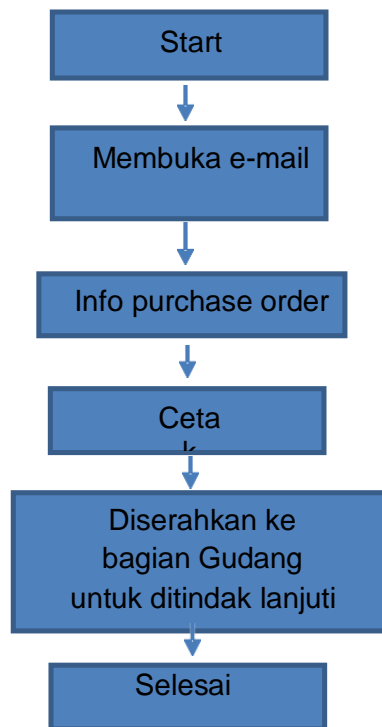 Start
Membuka e-mail
Info purchase order
Ceta
k
Diserahkan ke
bagian Gudang
untuk ditindak lanjuti
Selesai